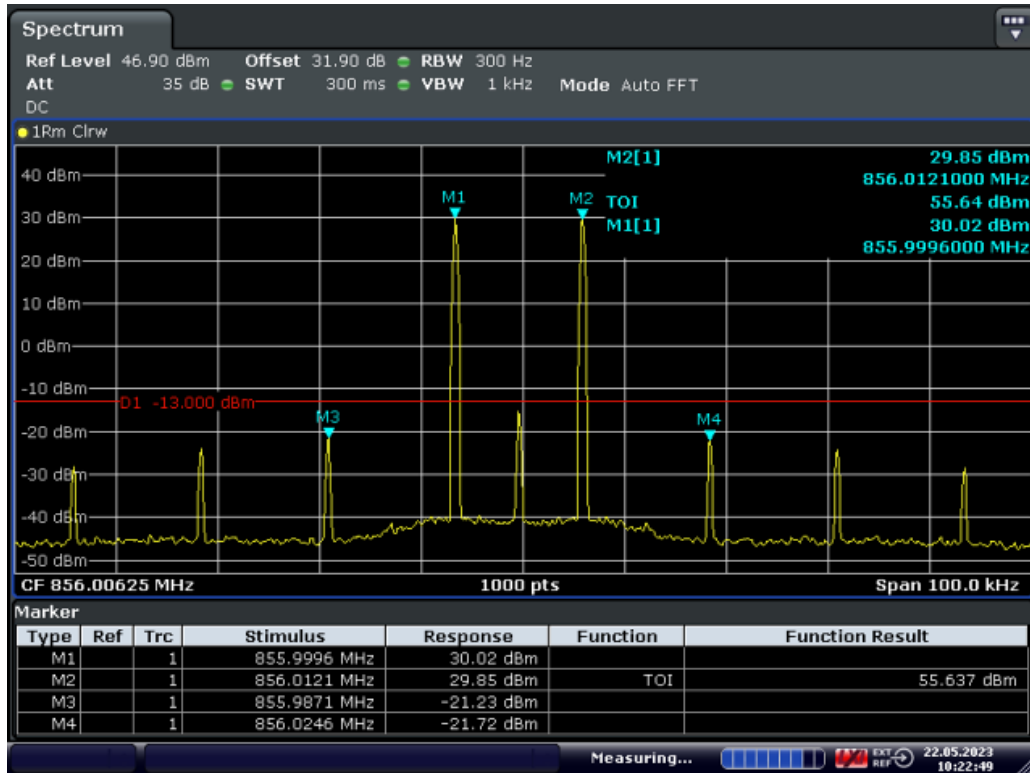 Spectrum
Ref Level 46.90 dBm Offset 31.90 dB RBW 300 Hz
Att 35 dB SWT 300 ms VBW 1 kHz Mode Auto FFT
DC
1Rm Clrw
M2[1] 29.85 dBm
856.0121000 MHz
TOI 55.64 dBm
M1[1] 30.02 dBm
855.9996000 MHz
40 dBm
M1 M2
30 dBm
20 dBm
10 dBm
0 dBm
-10 dBm
D1 -13.000 dBm
M3 M4
-20 dBm
-30 dBm
-40 dBm
-50 dBm
CF 856.00625 MHz 1000 pts Span 100.0 kHz
Marker
Type Ref Trc Stimulus Response Function Function Result
M1 1 855.9996 MHz 30.02 dBm
M2 1 856.0121 MHz 29.85 dBm TOI 55.637 dBm
M3 1 855.9871 MHz -21.23 dBm
M4 1 856.0246 MHz -21.72 dBm
Measuring... EXT REF 22.05.2023
10:22:49